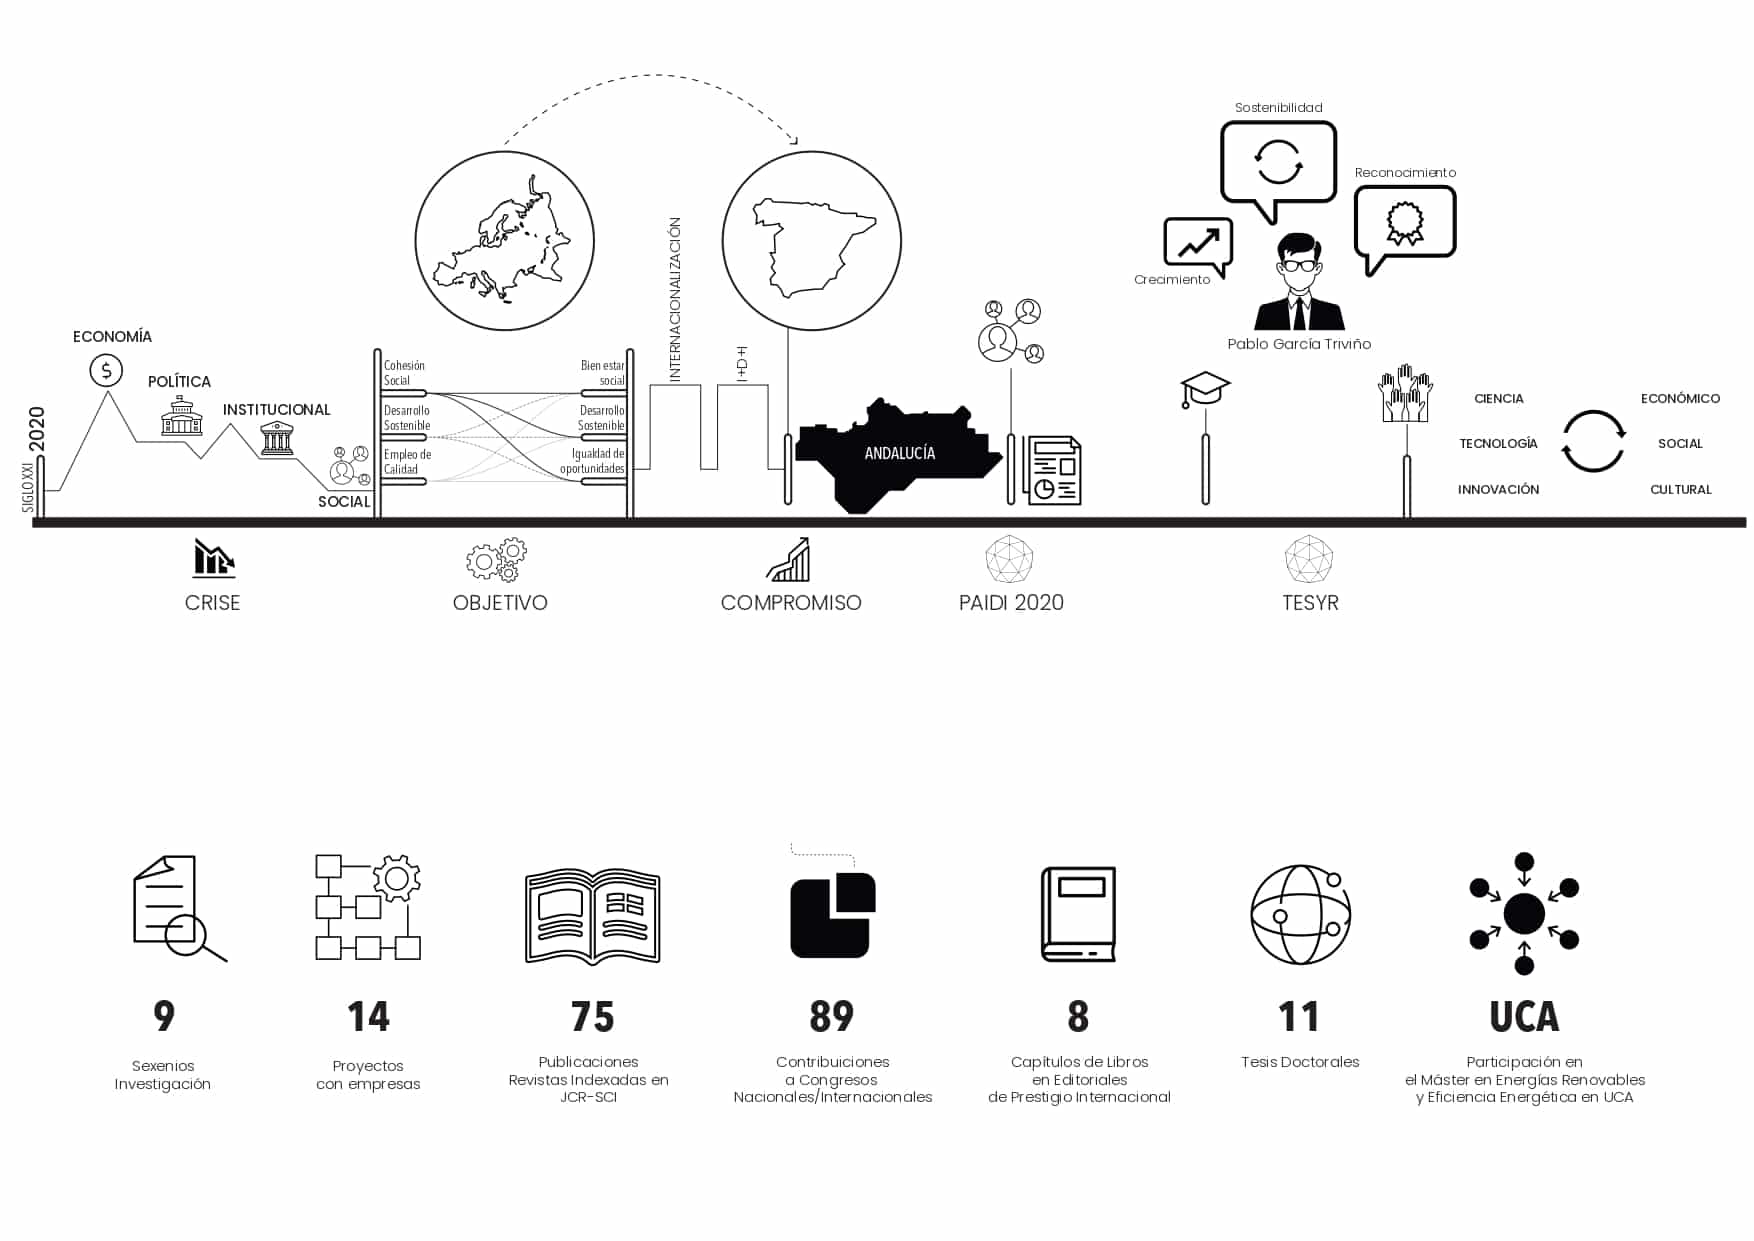 SIGLO XXI
2020
ECONOMÍA
$
POLÍTICA
INSTITUCIONAL
SOCIAL
Cohesión
Social
Desarrollo
Sostenible
Empleo de
Calidad
Bien estar
social
Desarrollo
Sostenible
Igualdad de
oportunidades
INTERNACIONALIZACIÓN
I+D+I
ANDALUCÍA
Sostenibilidad
Reconocimiento
Crecimiento
Pablo García Triviño
CIENCIA
TECNOLOGÍA
INNOVACIÓN
ECONÓMICO
SOCIAL
CULTURAL
CRISE
OBJETIVO
COMPROMISO
PAIDI 2020
TESYR
9
Sexenios
Investigación
14
Proyectos
con empresas
75
Publicaciones
Revistas Indexadas en
JCR-SCI
89
Contribuiciones
a Congresos
Nacionales/Internacionales
8
Capítulos de Libros
en Editoriales
de Prestigio Internacional
11
Tesis Doctorales
UCA
Participación en
el Máster en Energías Renovables
y Eficiencia Energética en UCA